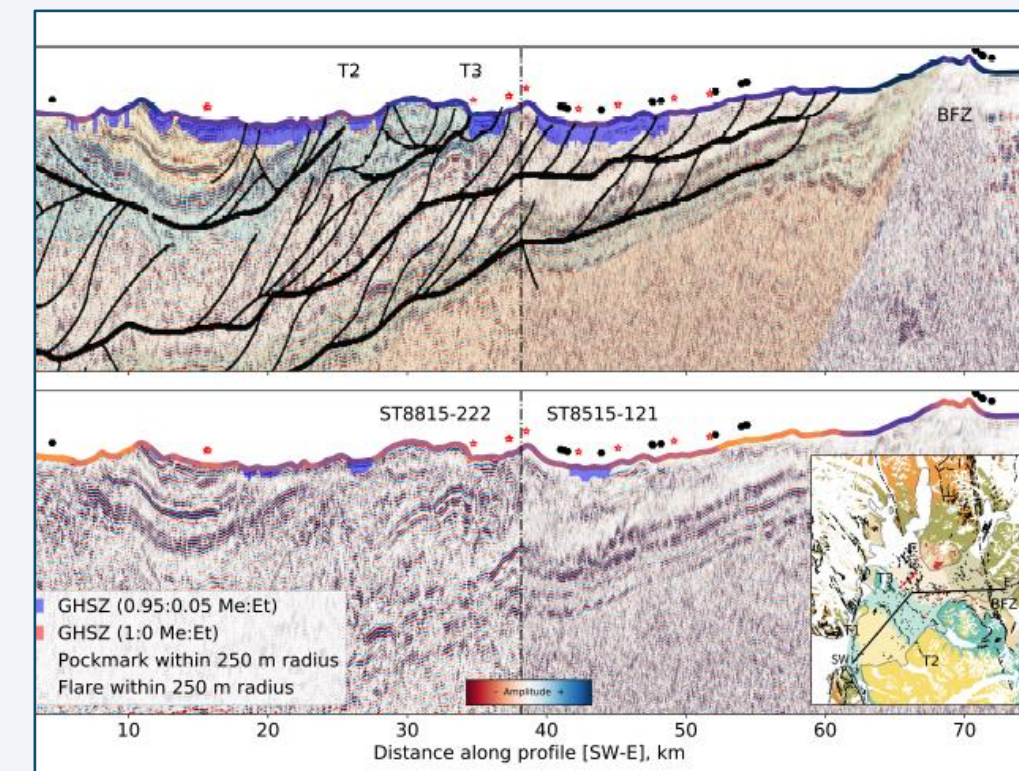 T2 T3
BFZ
ST8815-222 ST8515-121
GHSZ (0.95:0.05 Me:Et)
GHSZ (1:0 Me:Et)
Pockmark within 250 m radius
Flare within 250 m radius
- Amplitude +
T3
BFZ
SW
T2
10 20 30 40 50 60 70
Distance along profile [SW-E], km